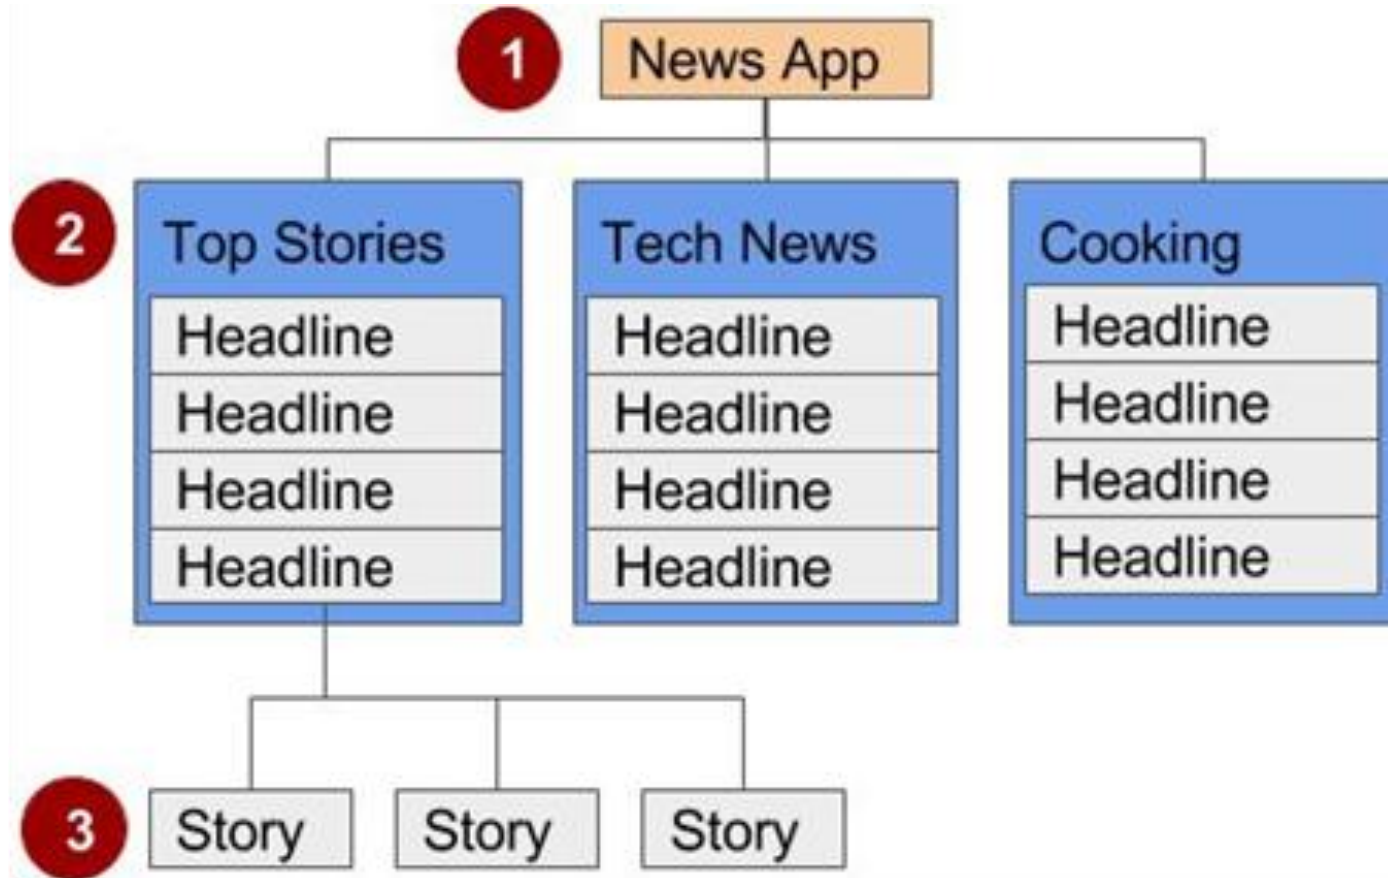 1
News App
2
Top Stories
Headline
Headline
Headline
Headline
Tech News
Headline
Headline
Headline
Headline
Cooking
Headline
Headline
Headline
Headline
3
Story
Story
Story